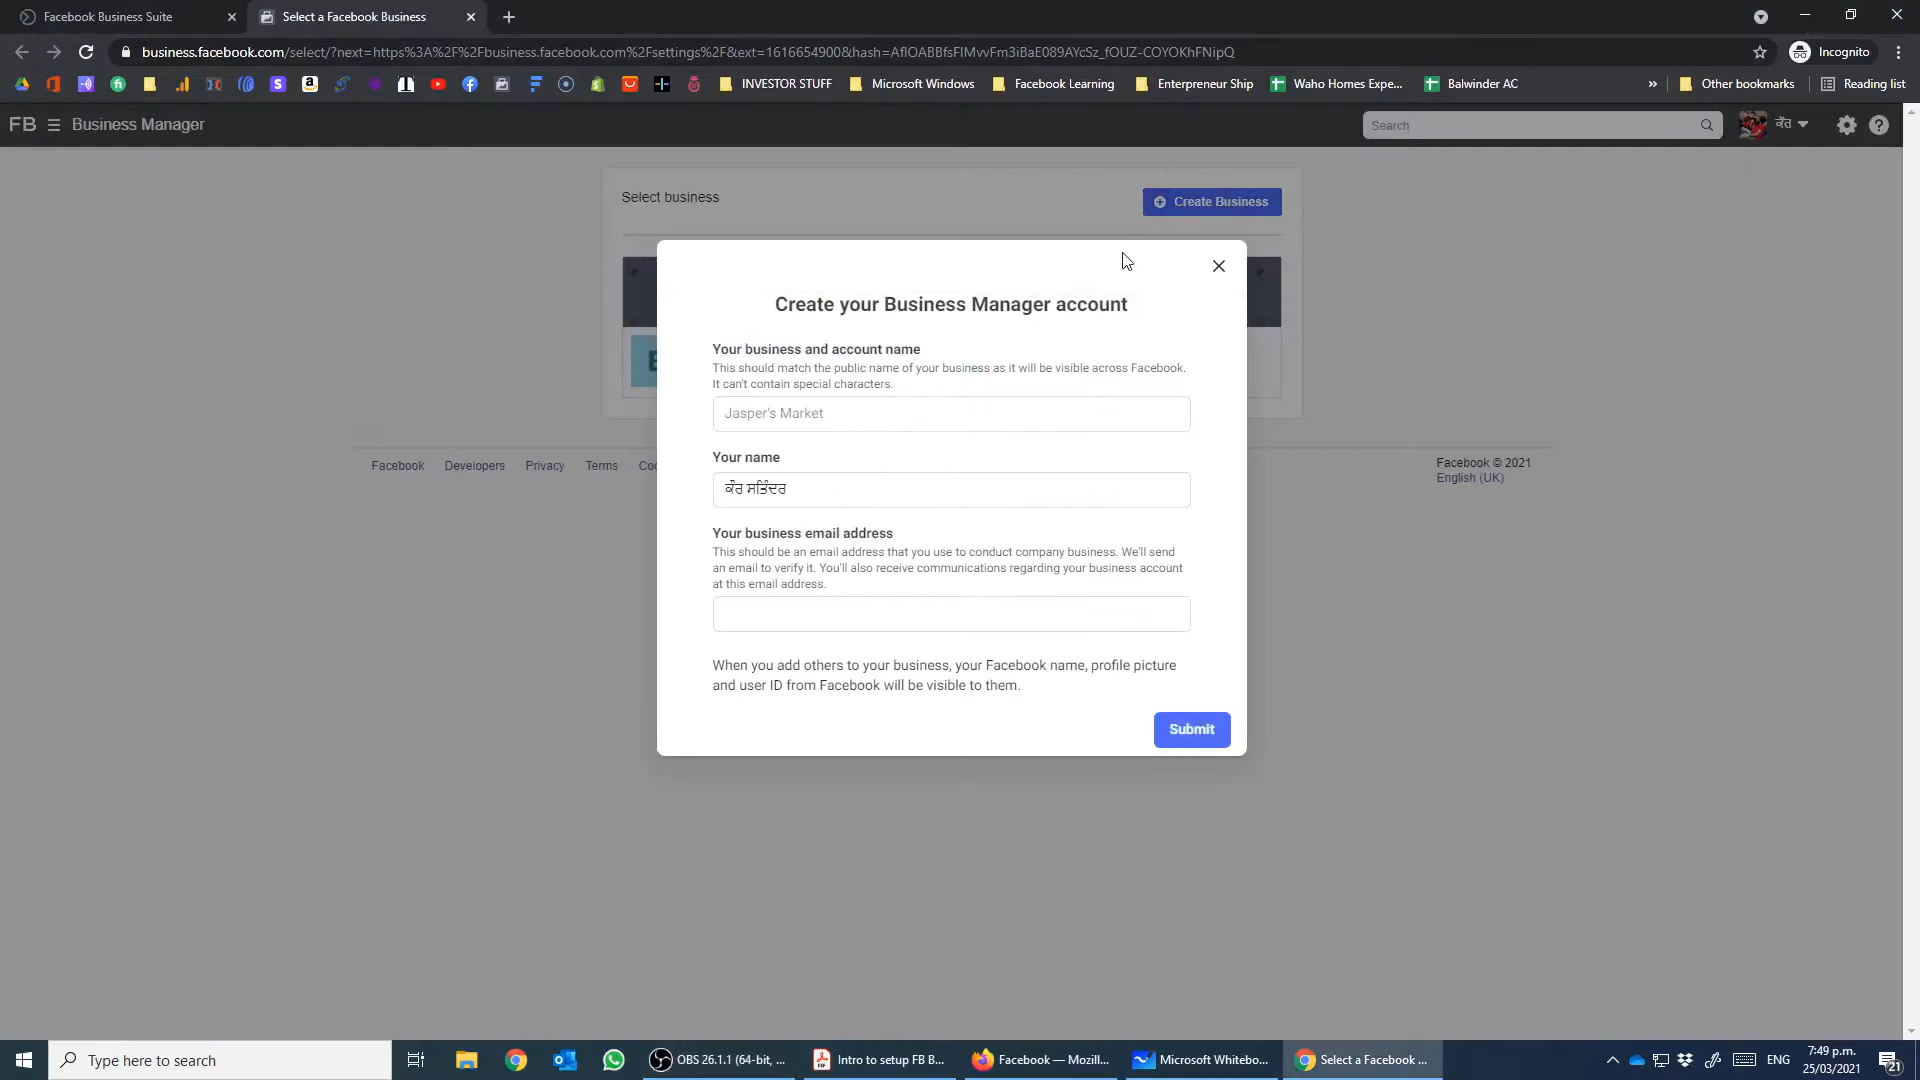 Facebook Business Suite
Select a Facebook Business
business.facebook.com/select/?next=https%3A%2F%2Fbusiness.facebook.com%2Fsettings%2F&ext=1616654900&hash=AflOABBfsFIMvvFm3iBaE089AYcSz_fOUZ-COYOKhFNipQ
Incognito
INVESTOR STUFF
Microsoft Windows
Facebook Learning
Enterpreneur Ship
Waho Homes Expe...
Balwinder AC
Other bookmarks
Reading list
FB
Business Manager
Search
ਕੌਰ
Select business
Create Business
Create your Business Manager account
Your business and account name
This should match the public name of your business as it will be visible across Facebook.
It can't contain special characters.
Jasper's Market
Your name
ਕੌਰ ਸਤਿੰਦਰ
Your business email address
This should be an email address that you use to conduct company business. We'll send
an email to verify it. You'll also receive communications regarding your business account
at this email address.
When you add others to your business, your Facebook name, profile picture
and user ID from Facebook will be visible to them.
Submit
Facebook
Developers
Privacy
Terms
Facebook © 2021
English (UK)
Type here to search
OBS 26.1.1 (64-bit, ...
Intro to setup FB B...
Facebook — Mozill...
Microsoft Whitebo...
Select a Facebook ...
ENG
7:49 p.m.
25/03/2021
21